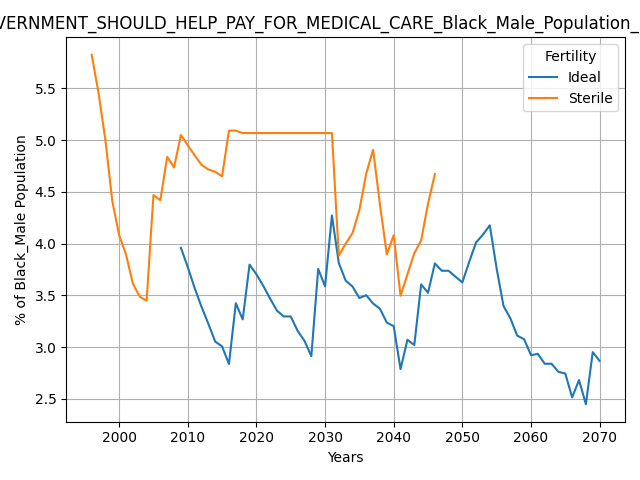 VERNMENT_SHOULD_HELP_PAY_FOR_MEDICAL_CARE_Black_Male_Population_
Fertility
Ideal
Sterile
5.5
5.0
4.5
4.0
3.5
3.0
2.5
% of Black_Male Population
2000 2010 2020 2030 2040 2050 2060 2070
Years